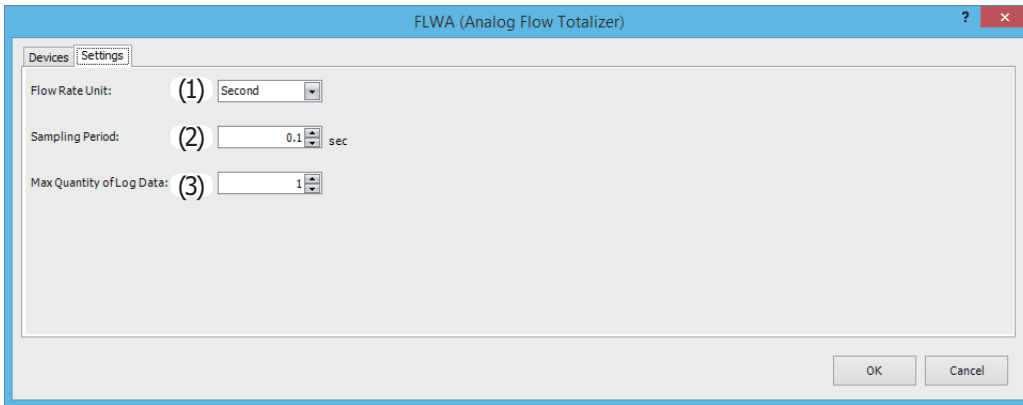 FLWA (Analog Flow Totalizer) ? ×
Devices Settings
Flow Rate Unit: (1) Second
Sampling Period: (2) 0.1 sec
Max Quantity of Log Data: (3) 1
OK Cancel